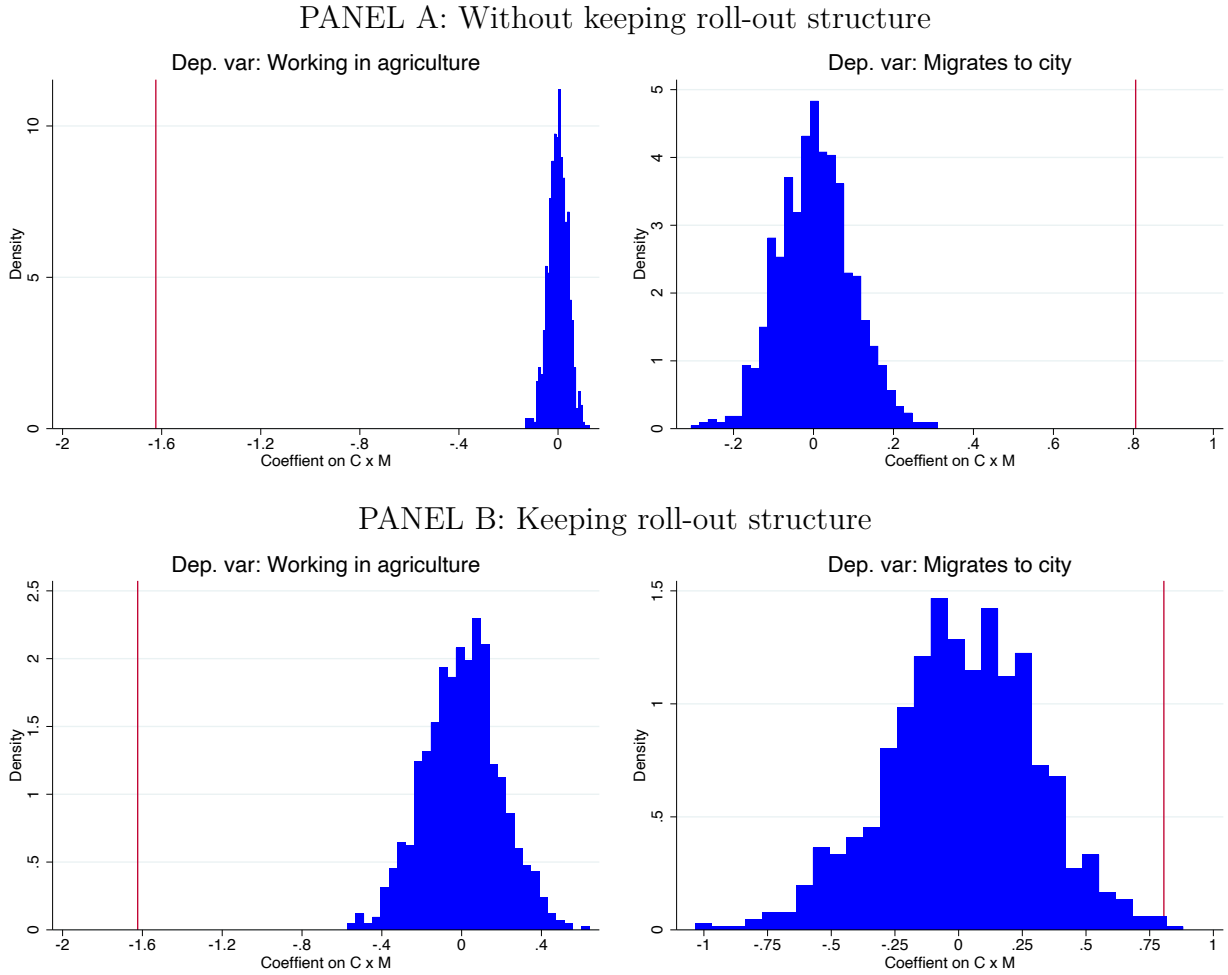 PANEL A: Without keeping roll-out structure
Dep. var: Working in agriculture
Density
10
5
0
-2 -1.6 -1.2 -.8 -.4 0
Coeffient on C x M
Dep. var: Migrates to city
Density
5
4
3
2
1
0
-.2 0 .2 .4 .6 .8 1
Coeffient on C x M
PANEL B: Keeping roll-out structure
Dep. var: Working in agriculture
Density
2.5
2
1.5
1
.5
0
-2 -1.6 -1.2 -.8 -.4 0 .4
Coeffient on C x M
Dep. var: Migrates to city
Density
1.5
1
.5
0
-1 -.75 -.5 -.25 0 .25 .5 .75 1
Coeffient on C x M